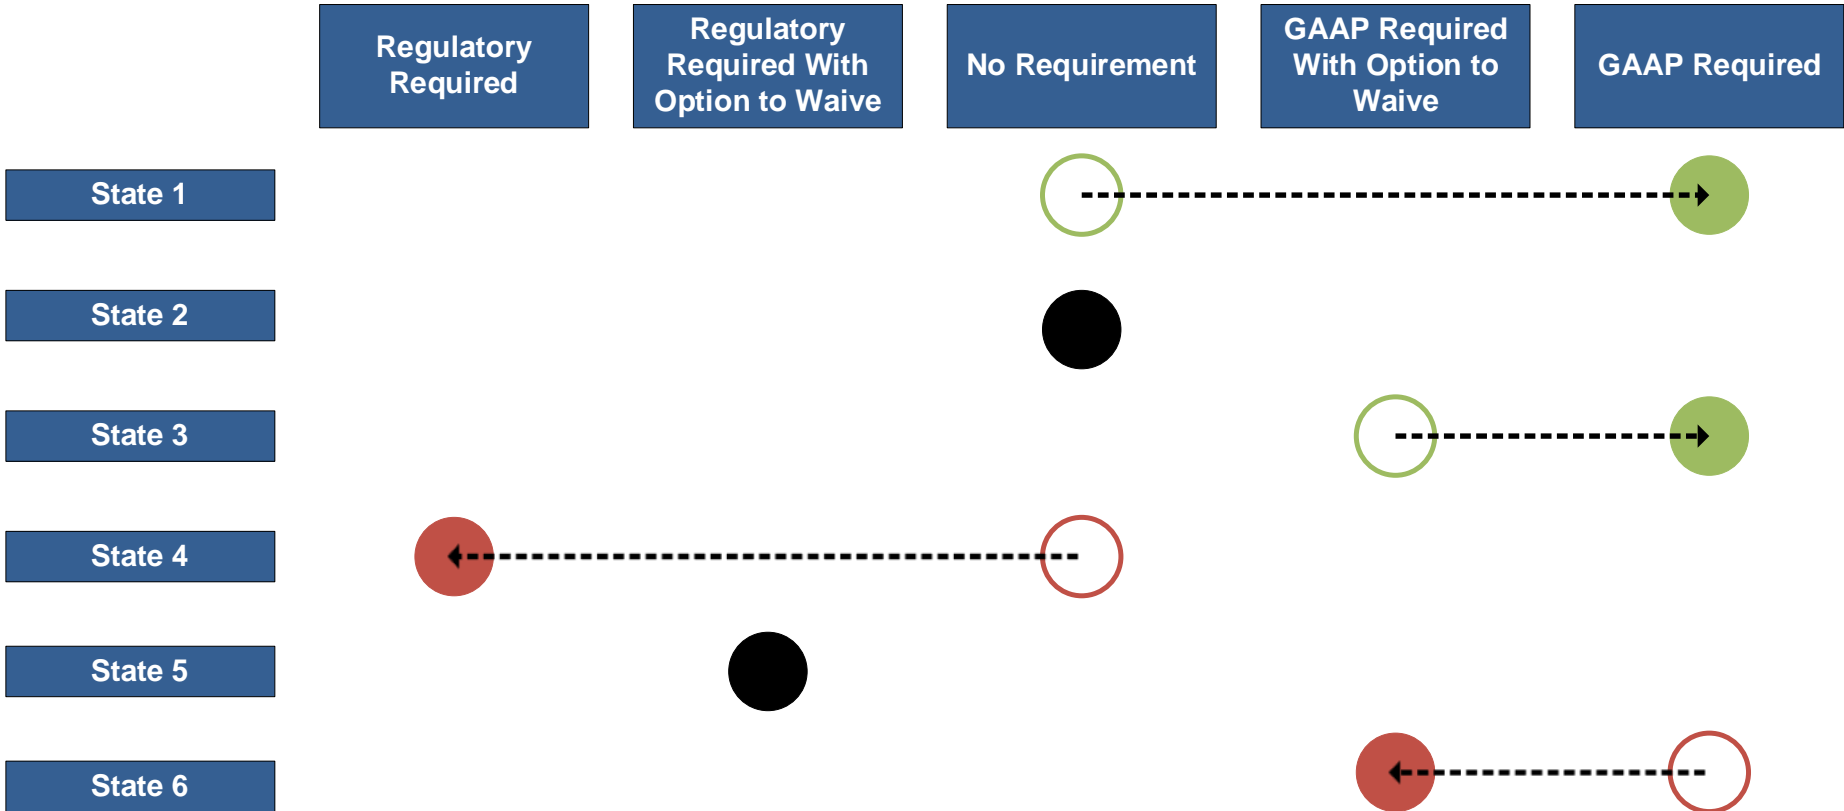 Regulatory
Required
Regulatory
Required With
Option to Waive
No Requirement
GAAP Required
With Option to
Waive
GAAP Required
State 1
State 2
State 3
State 4
State 5
State 6